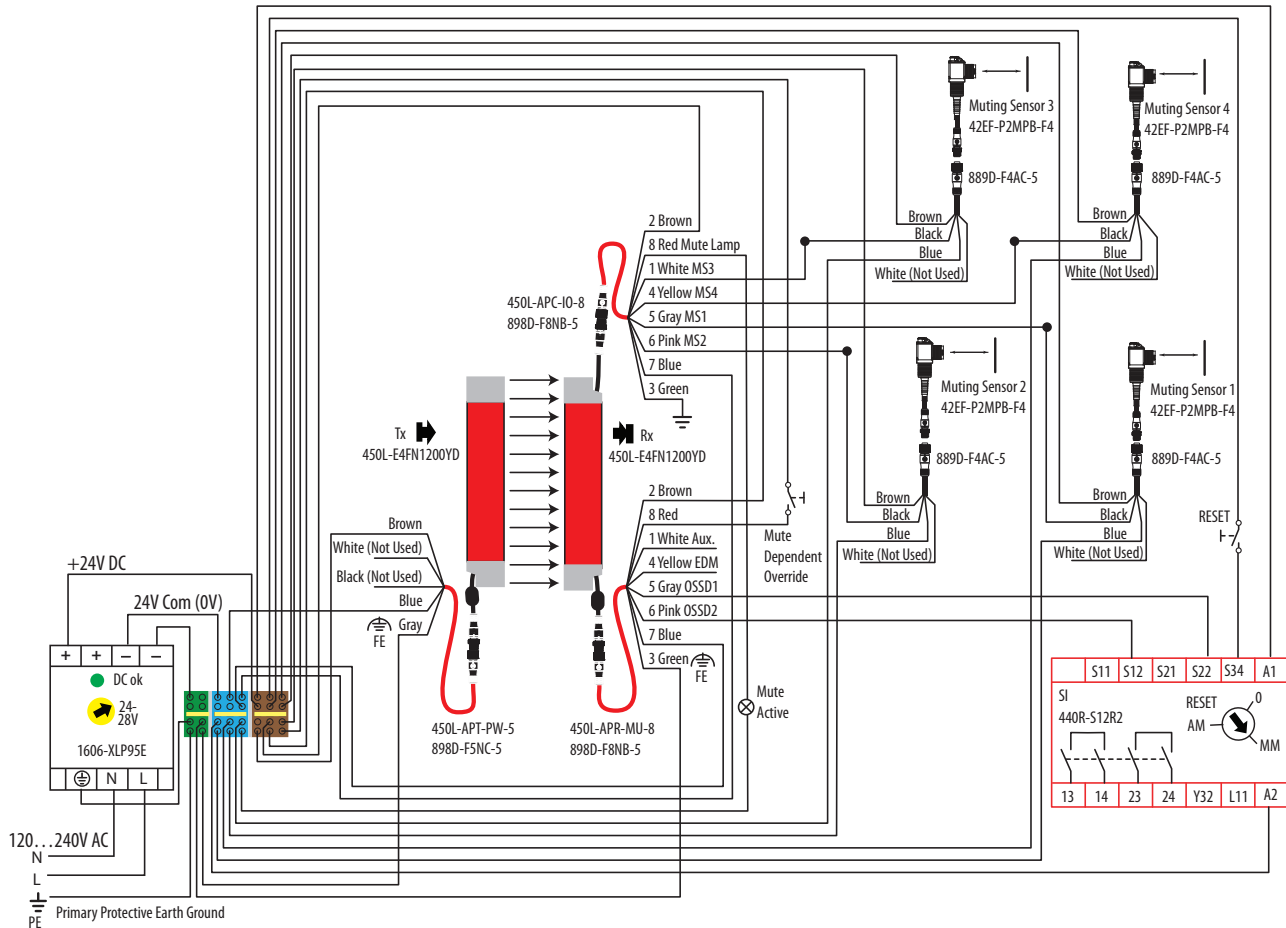 Muting Sensor 3
42EF-P2MPB-F4
889D-F4AC-5
Brown
Black
Blue
White (Not Used)
Muting Sensor 4
42EF-P2MPB-F4
889D-F4AC-5
Brown
Black
Blue
White (Not Used)
2 Brown
8 Red Mute Lamp
1 White MS3
4 Yellow MS4
5 Gray MS1
6 Pink MS2
7 Blue
3 Green
450L-APC-IO-8
898D-F8NB-5
Muting Sensor 2
42EF-P2MPB-F4
889D-F4AC-5
Brown
Black
Blue
White (Not Used)
Muting Sensor 1
42EF-P2MPB-F4
889D-F4AC-5
Brown
Black
Blue
White (Not Used)
Tx
450L-E4FN1200YD
Rx
450L-E4FN1200YD
2 Brown
8 Red
1 White Aux.
4 Yellow EDM
5 Gray OSSD1
6 Pink OSSD2
7 Blue
3 Green
FE
Mute
Dependent
Override
RESET
Brown
White (Not Used)
Black (Not Used)
Blue
Gray
FE
+24V DC
24V Com (0V)
+ + – –
DC ok
24-
28V
1606-XLP95E
N L
450L-APT-PW-5
898D-F5NC-5
450L-APR-MU-8
898D-F8NB-5
Mute
Active
S11 S12 S21 S22 S34 A1
SI
440R-S12R2
RESET
0
AM
MM
13 14 23 24 Y32 L11 A2
120…240V AC
N
L
PE
Primary Protective Earth Ground